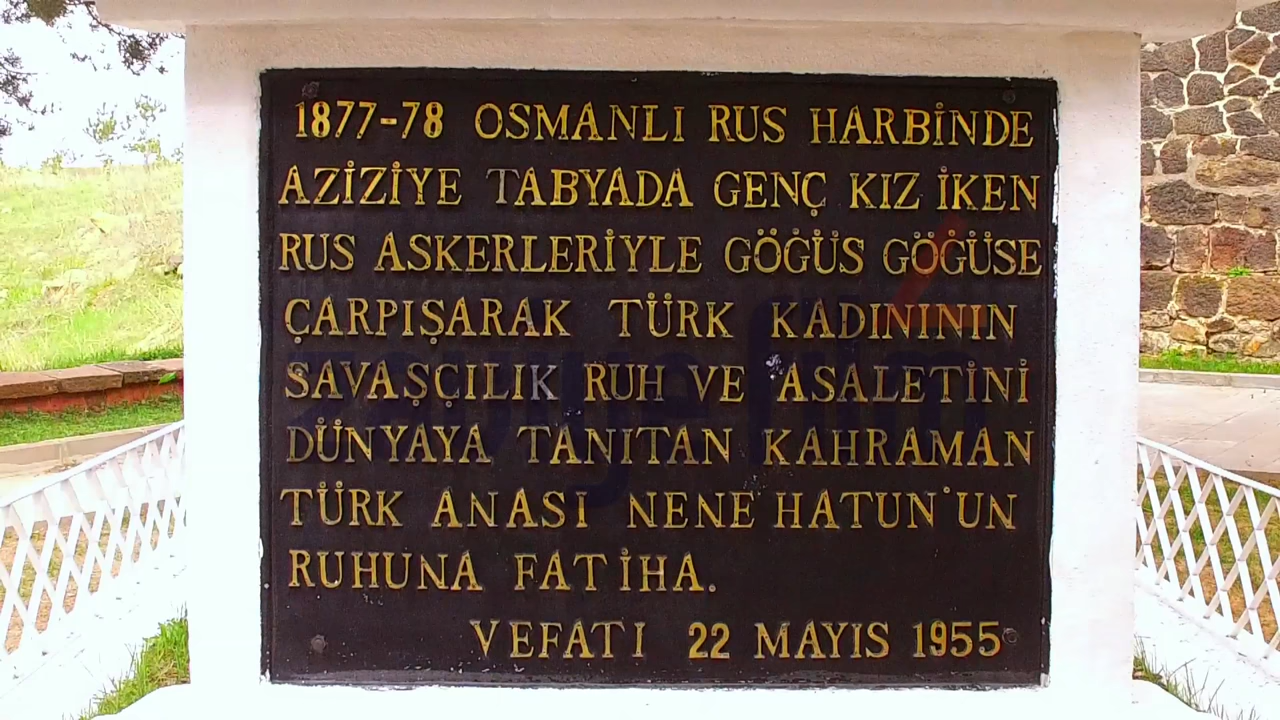 1877-78 OSMANLI RUS HARBİNDE
AZİZİYE TABYADA GENÇ KIZ İKEN
RUS ASKERLERİYLE GÖĞÜS GÖĞÜSE
ÇARPIŞARAK TÜRK KADINININ
SAVAŞÇILIK RUH VE ASALETİNİ
DÜNYAYA TANITAN KAHRAMAN
TÜRK ANASI NENE HATUN'UN
RUHUNA FATİHA.
VEFATI 22 MAYIS 1955